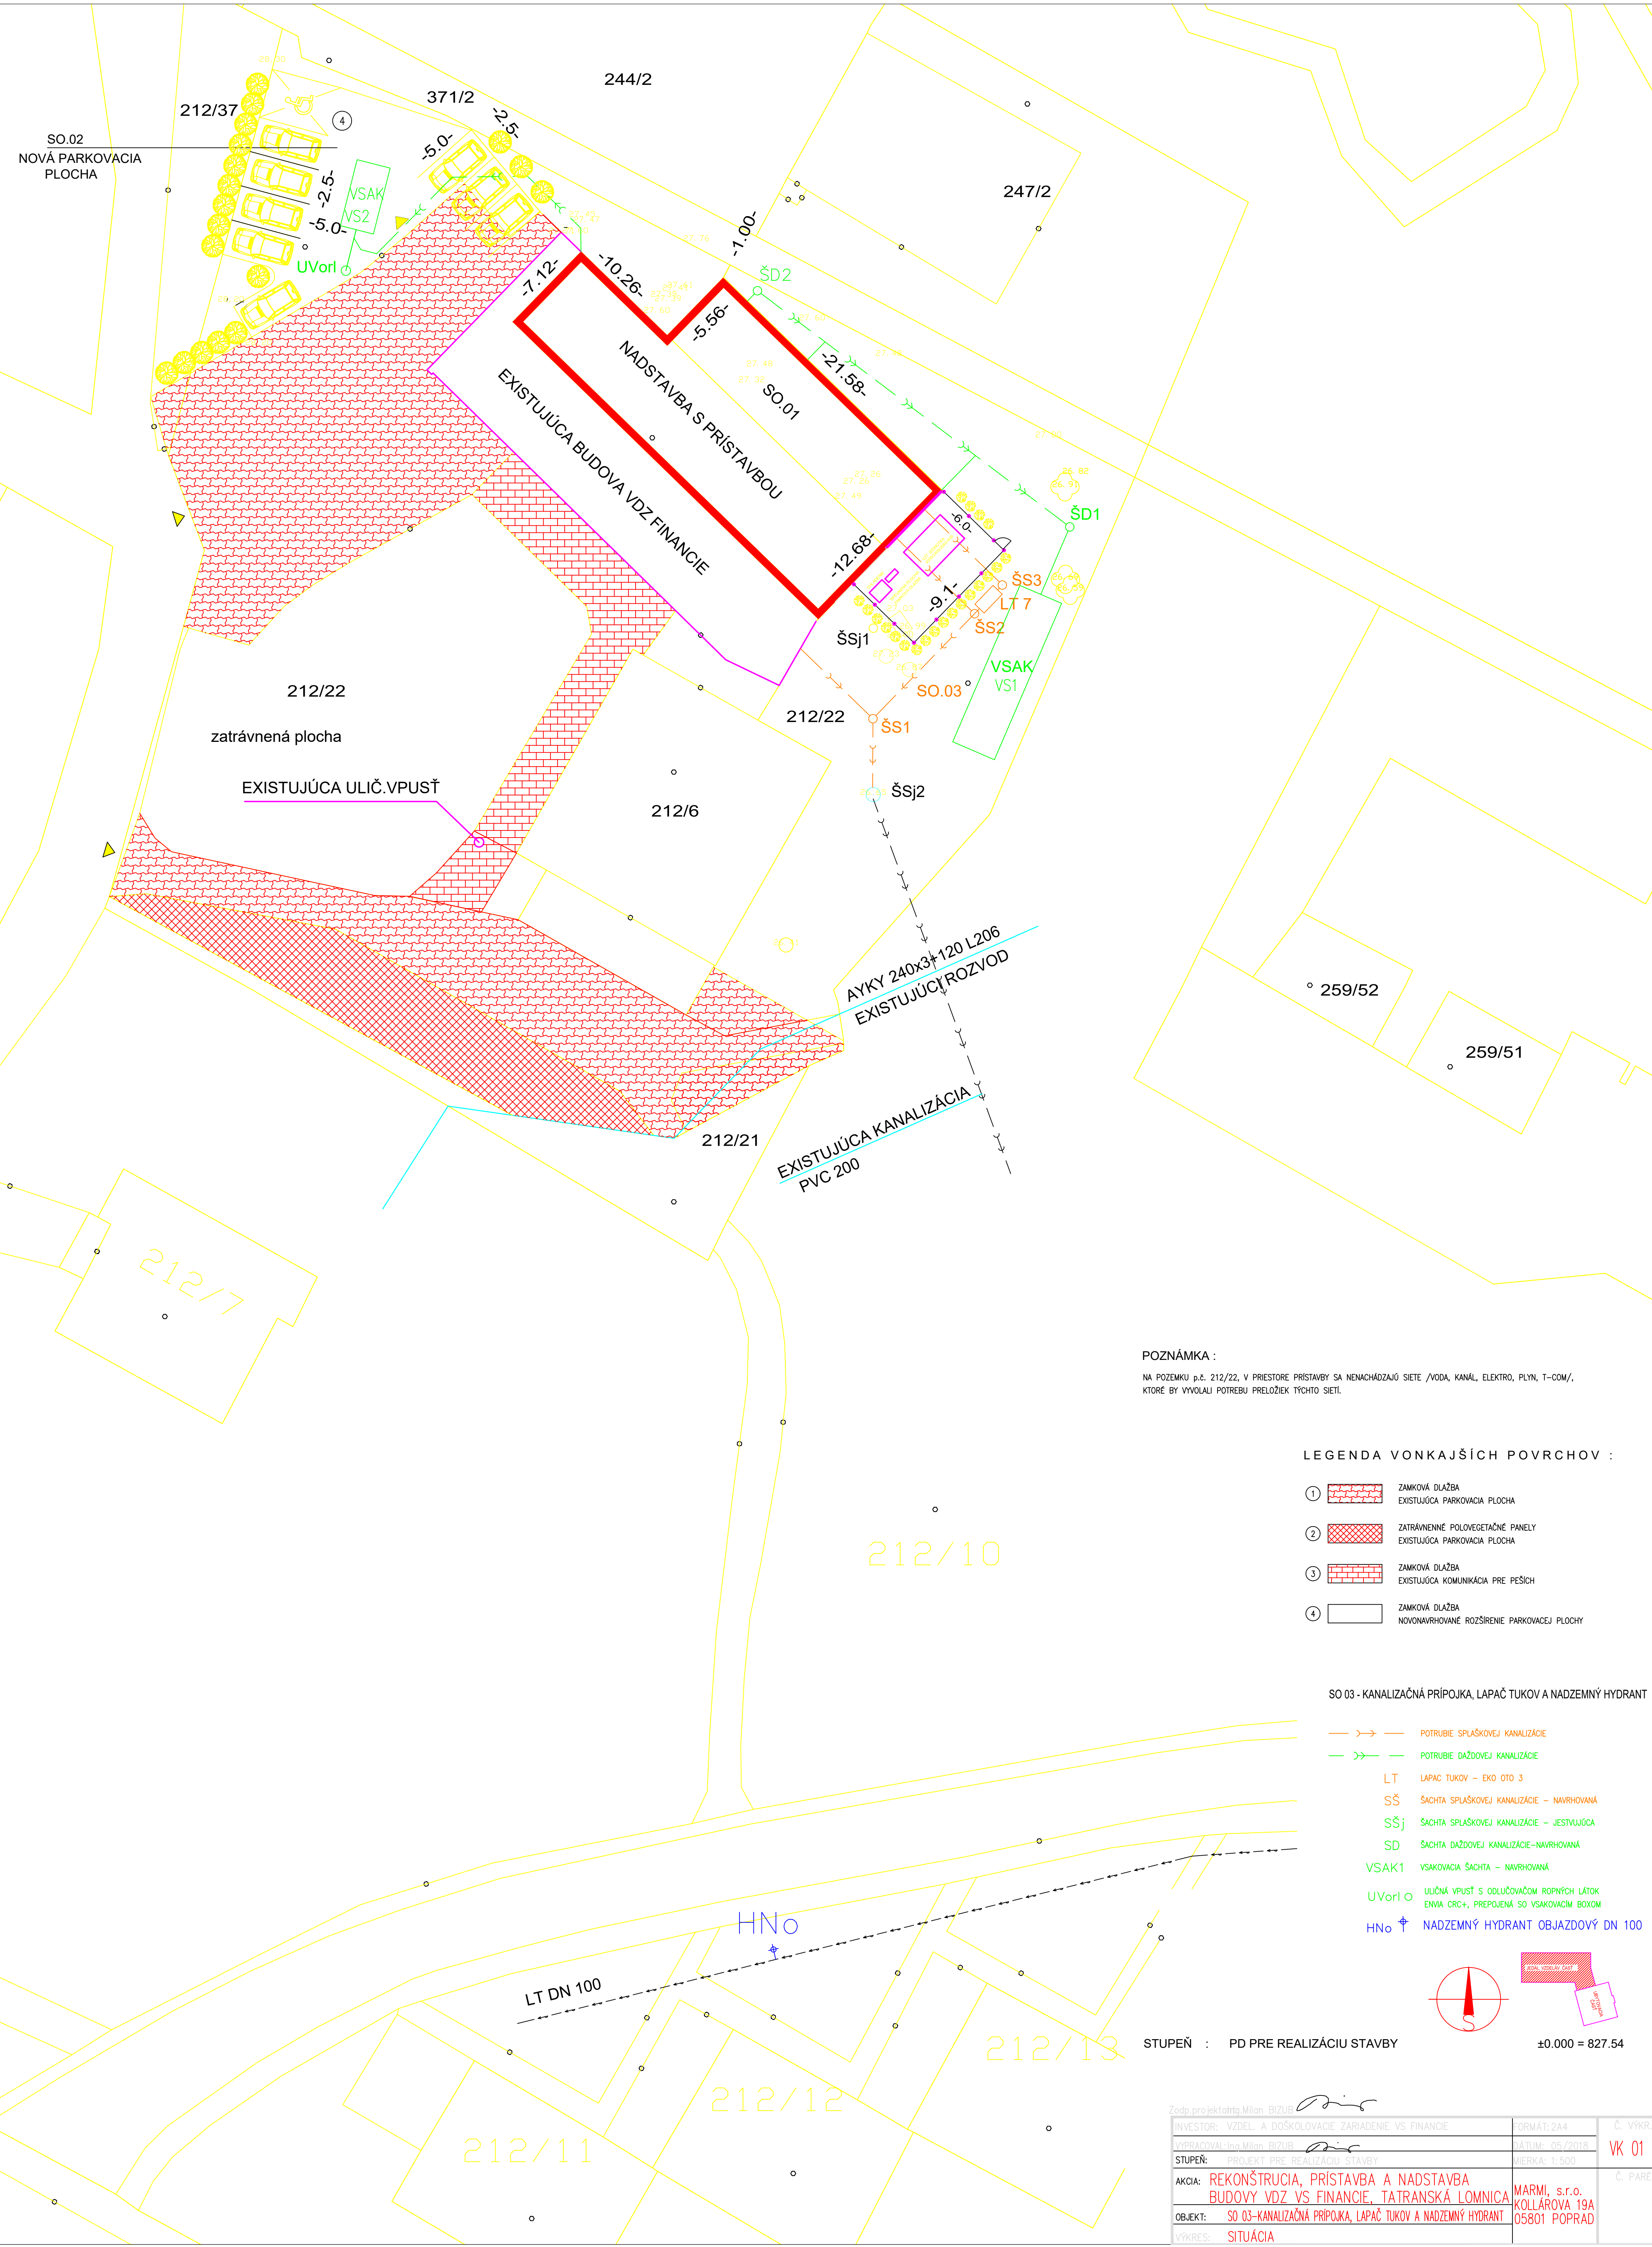 244/2
371/2
212/37
4
SO.02
NOVÁ PARKOVACIA
PLOCHA
-2.5-
-5.0-
-2.5-
-5.0-
VSAK
VS2
UVorl
247/2
-1.00-
-7.12-
-10.26-
-5.56-
ŠD2
-21.58-
NADSTAVBA S PRÍSTAVBOU
SO.01
EXISTUJÚCA BUDOVA VDZ FINANCIE
-12.68-
-6.0-
-9.1-
ŠD1
ŠS3
LT 7
ŠS2
ŠSj1
VSAK
VS1
SO.03
212/22
212/22
ŠS1
zatrávnená plocha
EXISTUJÚCA ULIČ.VPUSŤ
ŠSj2
212/6
AYKY 240x3+120 L206
EXISTUJÚCI ROZVOD
259/52
259/51
EXISTUJÚCA KANALIZÁCIA
PVC 200
212/21
212/7
POZNÁMKA :
NA POZEMKU p.č. 212/22, V PRIESTORE PRÍSTAVBY SA NENACHÁDZAJÚ SIETE /VODA, KANÁL, ELEKTRO, PLYN, T-COM/,
KTORÉ BY VYVOLALI POTREBU PRELOŽIEK TÝCHTO SIETÍ.
LEGENDA VONKAJŠÍCH POVRCHOV :
1 ZAMKOVÁ DLAŽBA
EXISTUJÚCA PARKOVACIA PLOCHA
2 ZATRÁVNENNÉ POLOVEGETAČNÉ PANELY
EXISTUJÚCA PARKOVACIA PLOCHA
3 ZAMKOVÁ DLAŽBA
EXISTUJÚCA KOMUNIKÁCIA PRE PEŠÍCH
4 ZAMKOVÁ DLAŽBA
NOVONAVRHOVANÉ ROZŠÍRENIE PARKOVACEJ PLOCHY
212/10
SO 03 - KANALIZAČNÁ PRÍPOJKA, LAPAČ TUKOV A NADZEMNÝ HYDRANT
POTRUBIE SPLAŠKOVEJ KANALIZÁCIE
POTRUBIE DAŽDOVEJ KANALIZÁCIE
LT LAPAC TUKOV – EKO OTO 3
SŠ ŠACHTA SPLAŠKOVEJ KANALIZÁCIE – NAVRHOVANÁ
SŠj ŠACHTA SPLAŠKOVEJ KANALIZÁCIE – JESTVUJÚCA
SD ŠACHTA DAŽDOVEJ KANALIZÁCIE–NAVRHOVANÁ
VSAK1 VSAKOVACIA ŠACHTA – NAVRHOVANÁ
UVorl ULIČNÁ VPUSŤ S ODLUČOVAČOM ROPNÝCH LÁTOK
ENVIA CRC+, PREPOJENÁ SO VSAKOVACÍM BOXOM
HNo NADZEMNÝ HYDRANT OBJAZDOVÝ DN 100
HNo
LT DN 100
S
STUPEŇ : PD PRE REALIZÁCIU STAVBY
±0.000 = 827.54
212/13
212/12
212/11
INVESTOR: VZDEL. A DOŠKOLOVACIE ZARIADENIE VS FINANCIE
FORMÁT: 2A4
VYPRACOVAL: Ing.Milan BIZUB
DÁTUM: 05/2018
STUPEŇ: PROJEKT PRE REALIZÁCIU STAVBY
MIERKA: 1:500
VK 01
AKCIA: REKONŠTRUCIA, PRÍSTAVBA A NADSTAVBA
BUDOVY VDZ VS FINANCIE, TATRANSKÁ LOMNICA
MARMI, s.r.o.
KOLLÁROVA 19A
05801 POPRAD
OBJEKT: SO 03-KANALIZAČNÁ PRÍPOJKA, LAPAČ TUKOV A NADZEMNÝ HYDRANT
VÝKRES: SITUÁCIA